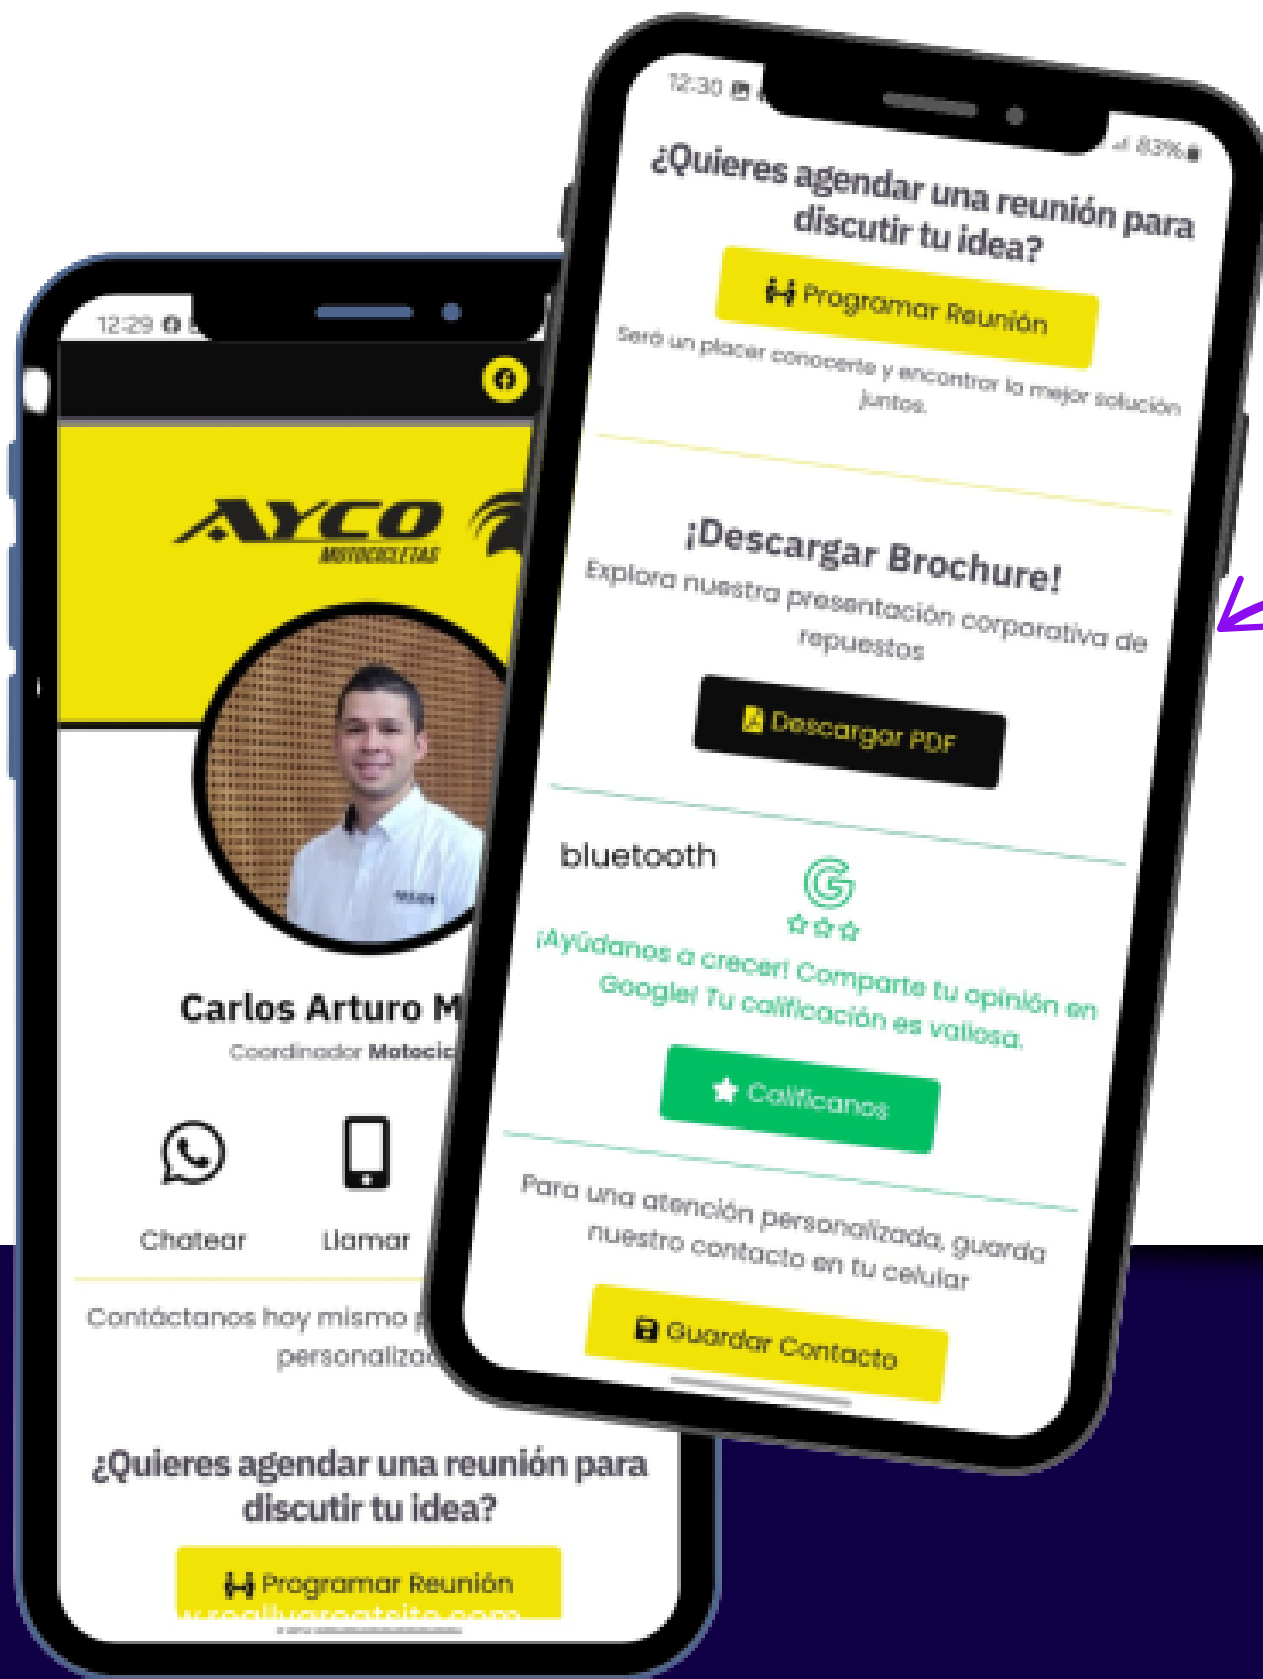 12:29
AYCO
MOTOCICLETAS
Carlos Arturo M
Coordinador Motocic
Chatear
Llamar
Contáctanos hoy mismo p
personalizad
¿Quieres agendar una reunión para
discutir tu idea?
Programar Reunión
w.reallygreatsite.com
12:30
83%
¿Quieres agendar una reunión para
discutir tu idea?
Programar Reunión
Será un placer conocerte y encontrar la mejor solución
juntos.
¡Descargar Brochure!
Explora nuestra presentación corporativa de
repuestos
Descargar PDF
bluetooth
¡Ayúdanos a crecer! Comparte tu opinión en
Google! Tu calificación es valiosa.
Califícanos
Para una atención personalizada, guarda
nuestro contacto en tu celular
Guardar Contacto